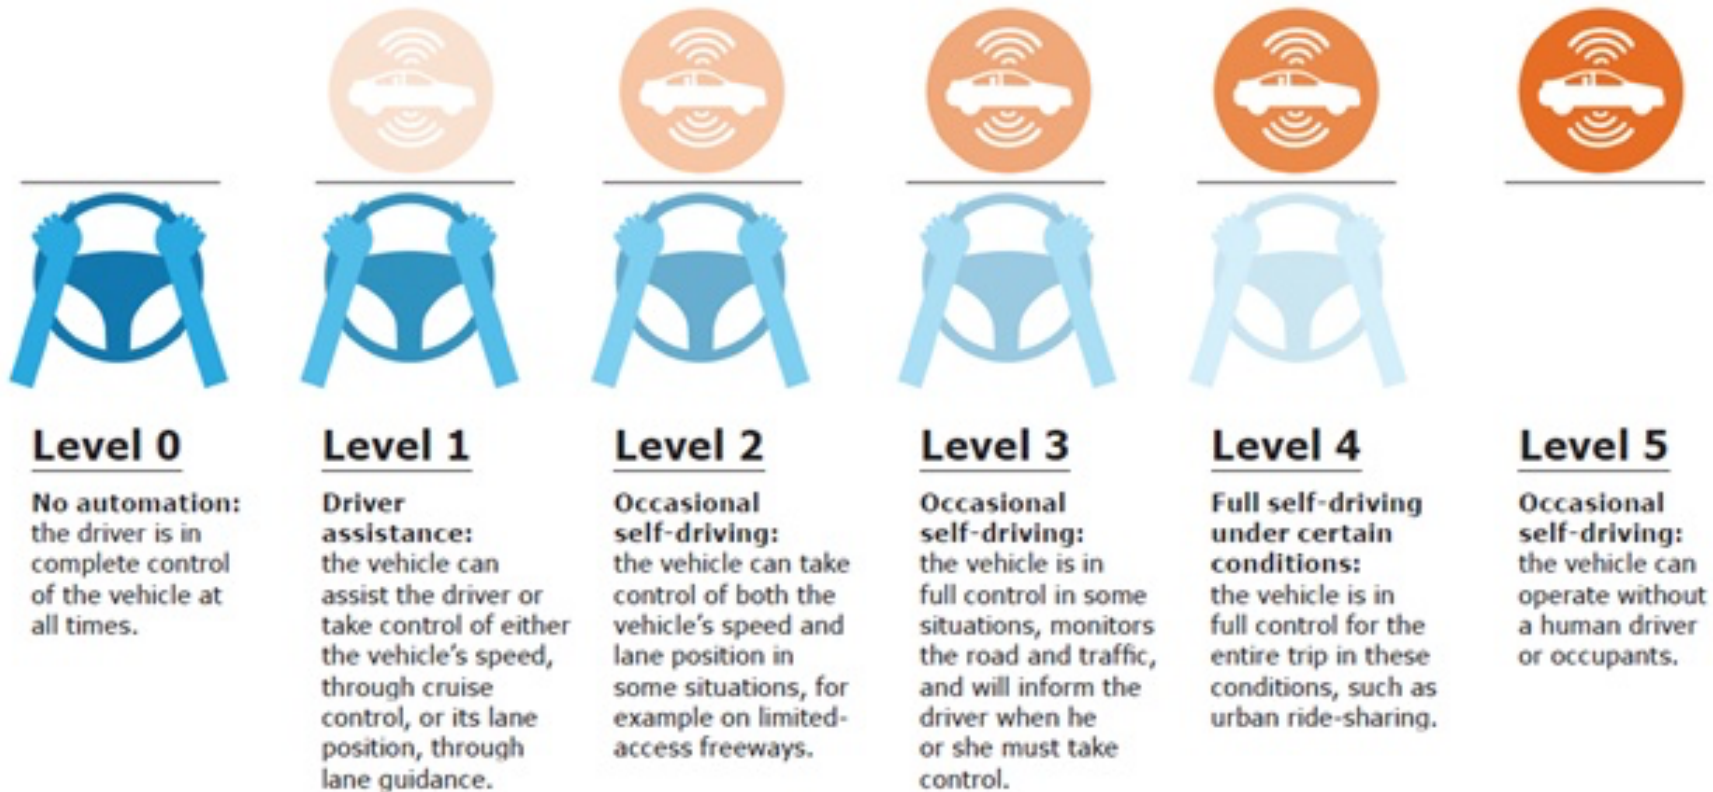 Level 0
No automation:
the driver is in
complete control
of the vehicle at
all times.
Level 1
Driver
assistance:
the vehicle can
assist the driver or
take control of either
the vehicle's speed,
through cruise
control, or its lane
position, through
lane guidance.
Level 2
Occasional
self-driving:
the vehicle can take
control of both the
vehicle's speed and
lane position in
some situations, for
example on limited-
access freeways.
Level 3
Occasional
self-driving:
the vehicle is in
full control in some
situations, monitors
the road and traffic,
and will inform the
driver when he
or she must take
control.
Level 4
Full self-driving
under certain
conditions:
the vehicle is in
full control for the
entire trip in these
conditions, such as
urban ride-sharing.
Level 5
Occasional
self-driving:
the vehicle can
operate without
a human driver
or occupants.